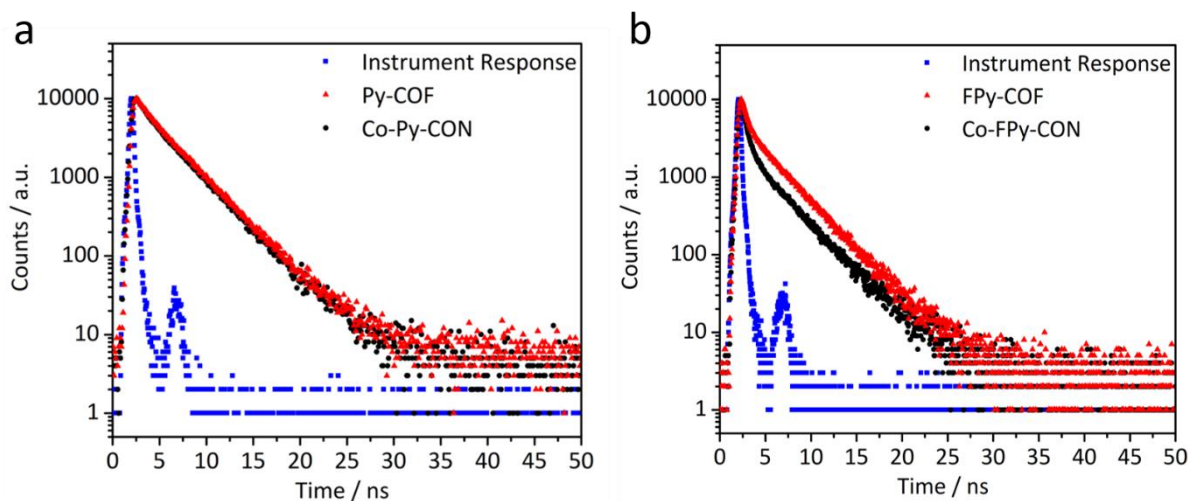 a
Instrument Response
Py-COF
Co-Py-CON
10000
1000
100
10
1
Counts / a.u.
0 5 10 15 20 25 30 35 40 45 50
Time / ns
b
Instrument Response
FPy-COF
Co-FPy-CON
10000
1000
100
10
1
Counts / a.u.
0 5 10 15 20 25 30 35 40 45 50
Time / ns